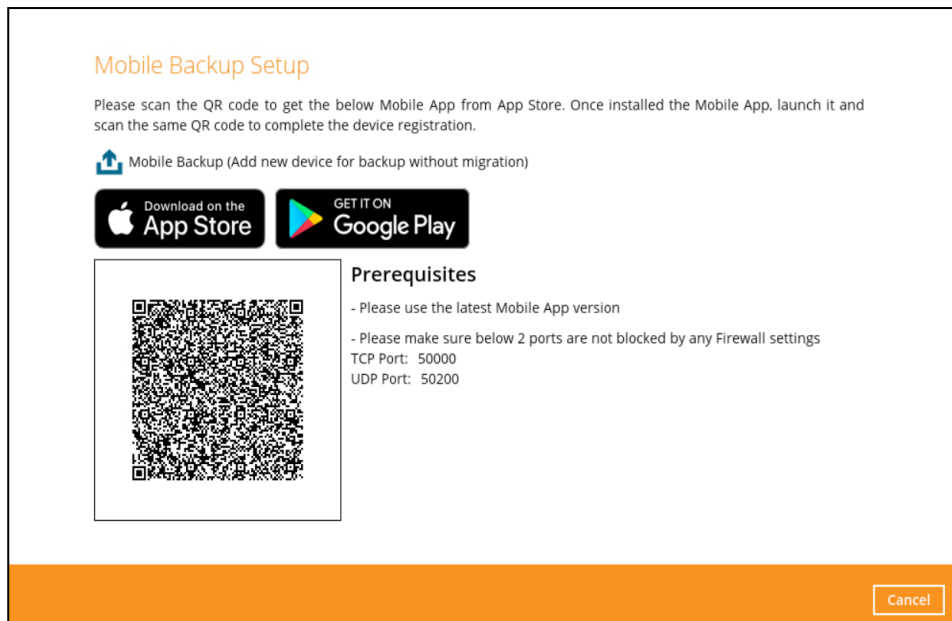 Mobile Backup Setup
Please scan the QR code to get the below Mobile App from App Store. Once installed the Mobile App, launch it and
scan the same QR code to complete the device registration.
Mobile Backup (Add new device for backup without migration)
Download on the
App Store
GET IT ON
Google Play
Prerequisites
- Please use the latest Mobile App version
- Please make sure below 2 ports are not blocked by any Firewall settings
TCP Port: 50000
UDP Port: 50200
Cancel